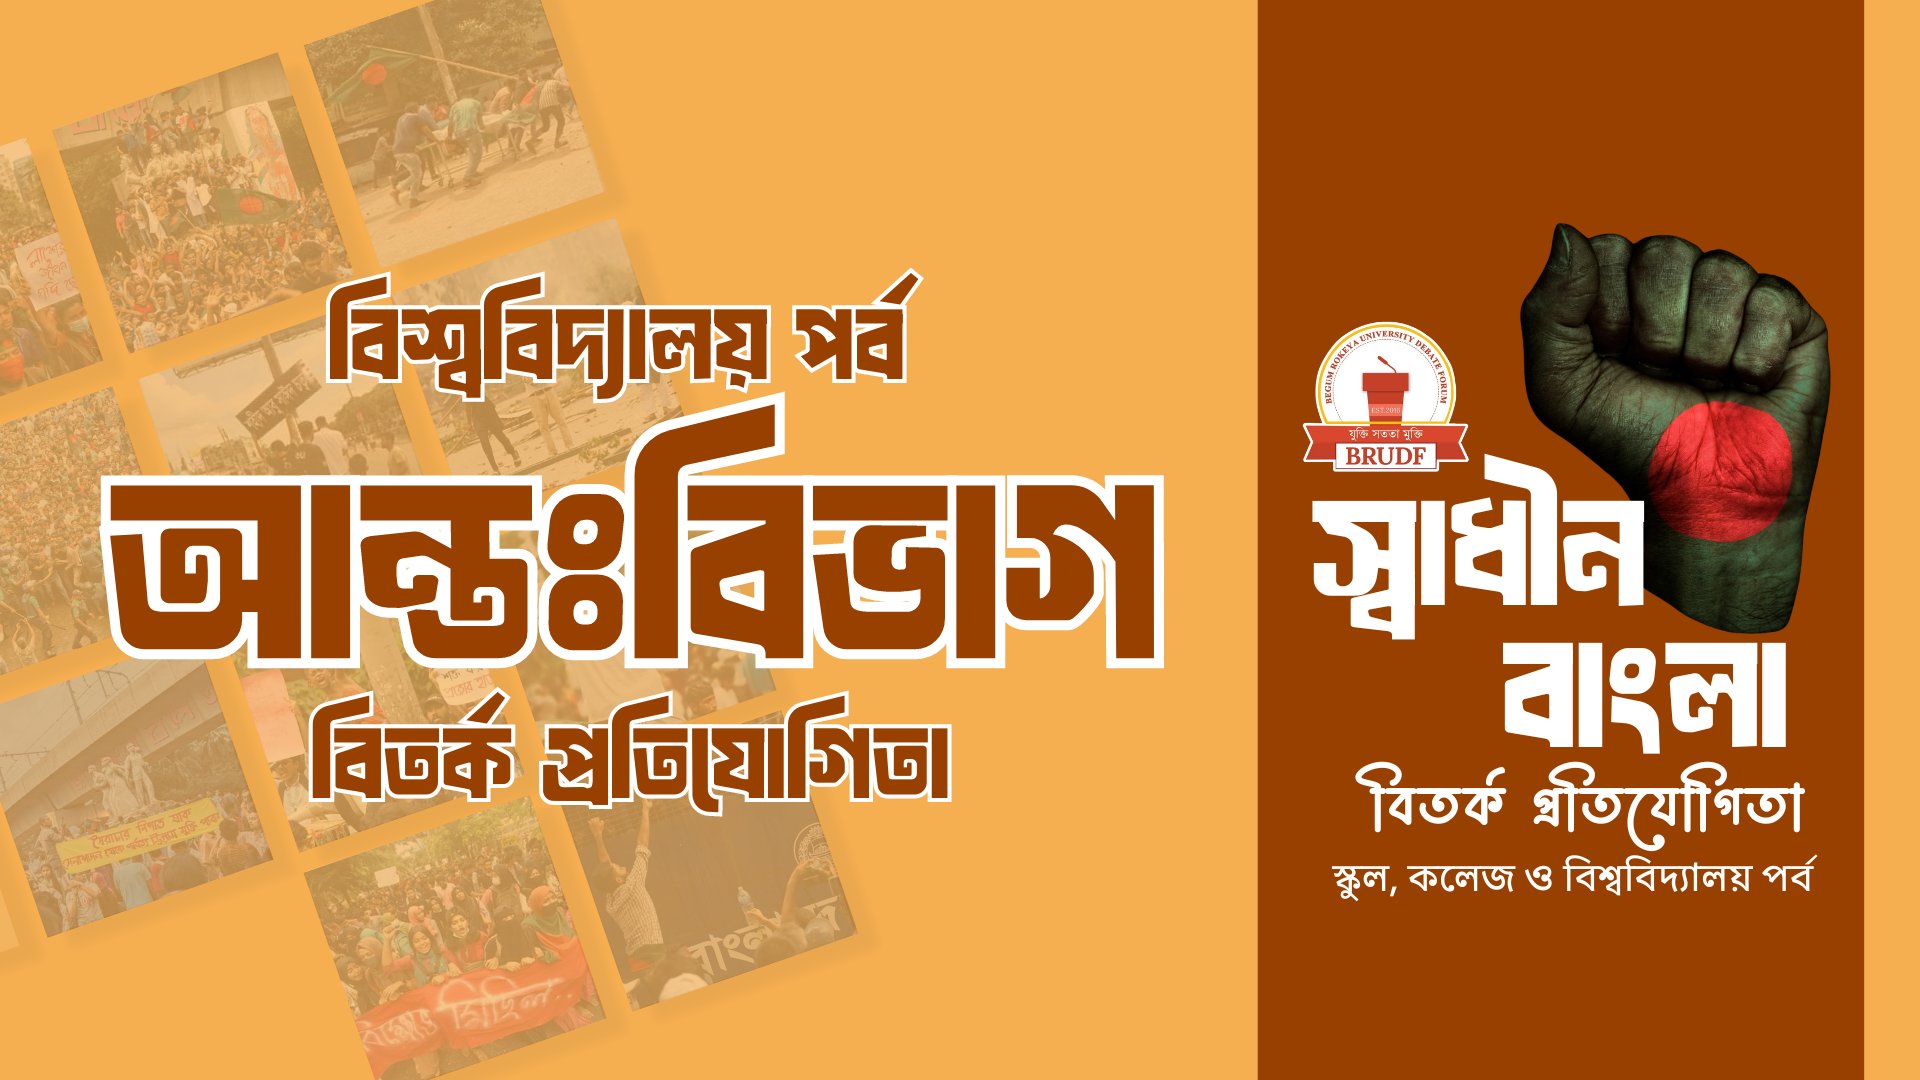 বিশ্ববিদ্যালয় পর্ব
আন্তঃবিভাগ
বিতর্ক প্রতিযোগিতা
BEGUM ROKEYA UNIVERSITY DEBATE FORUM
EST.2016
যুক্তি সততা মুক্তি
BRUDF
স্বাধীন
বাংলা
বিতর্ক প্রতিযোগিতা
স্কুল, কলেজ ও বিশ্ববিদ্যালয় পর্ব
স্বৈরাচার নিপাত যাক
বিক্ষোভ মিছিল